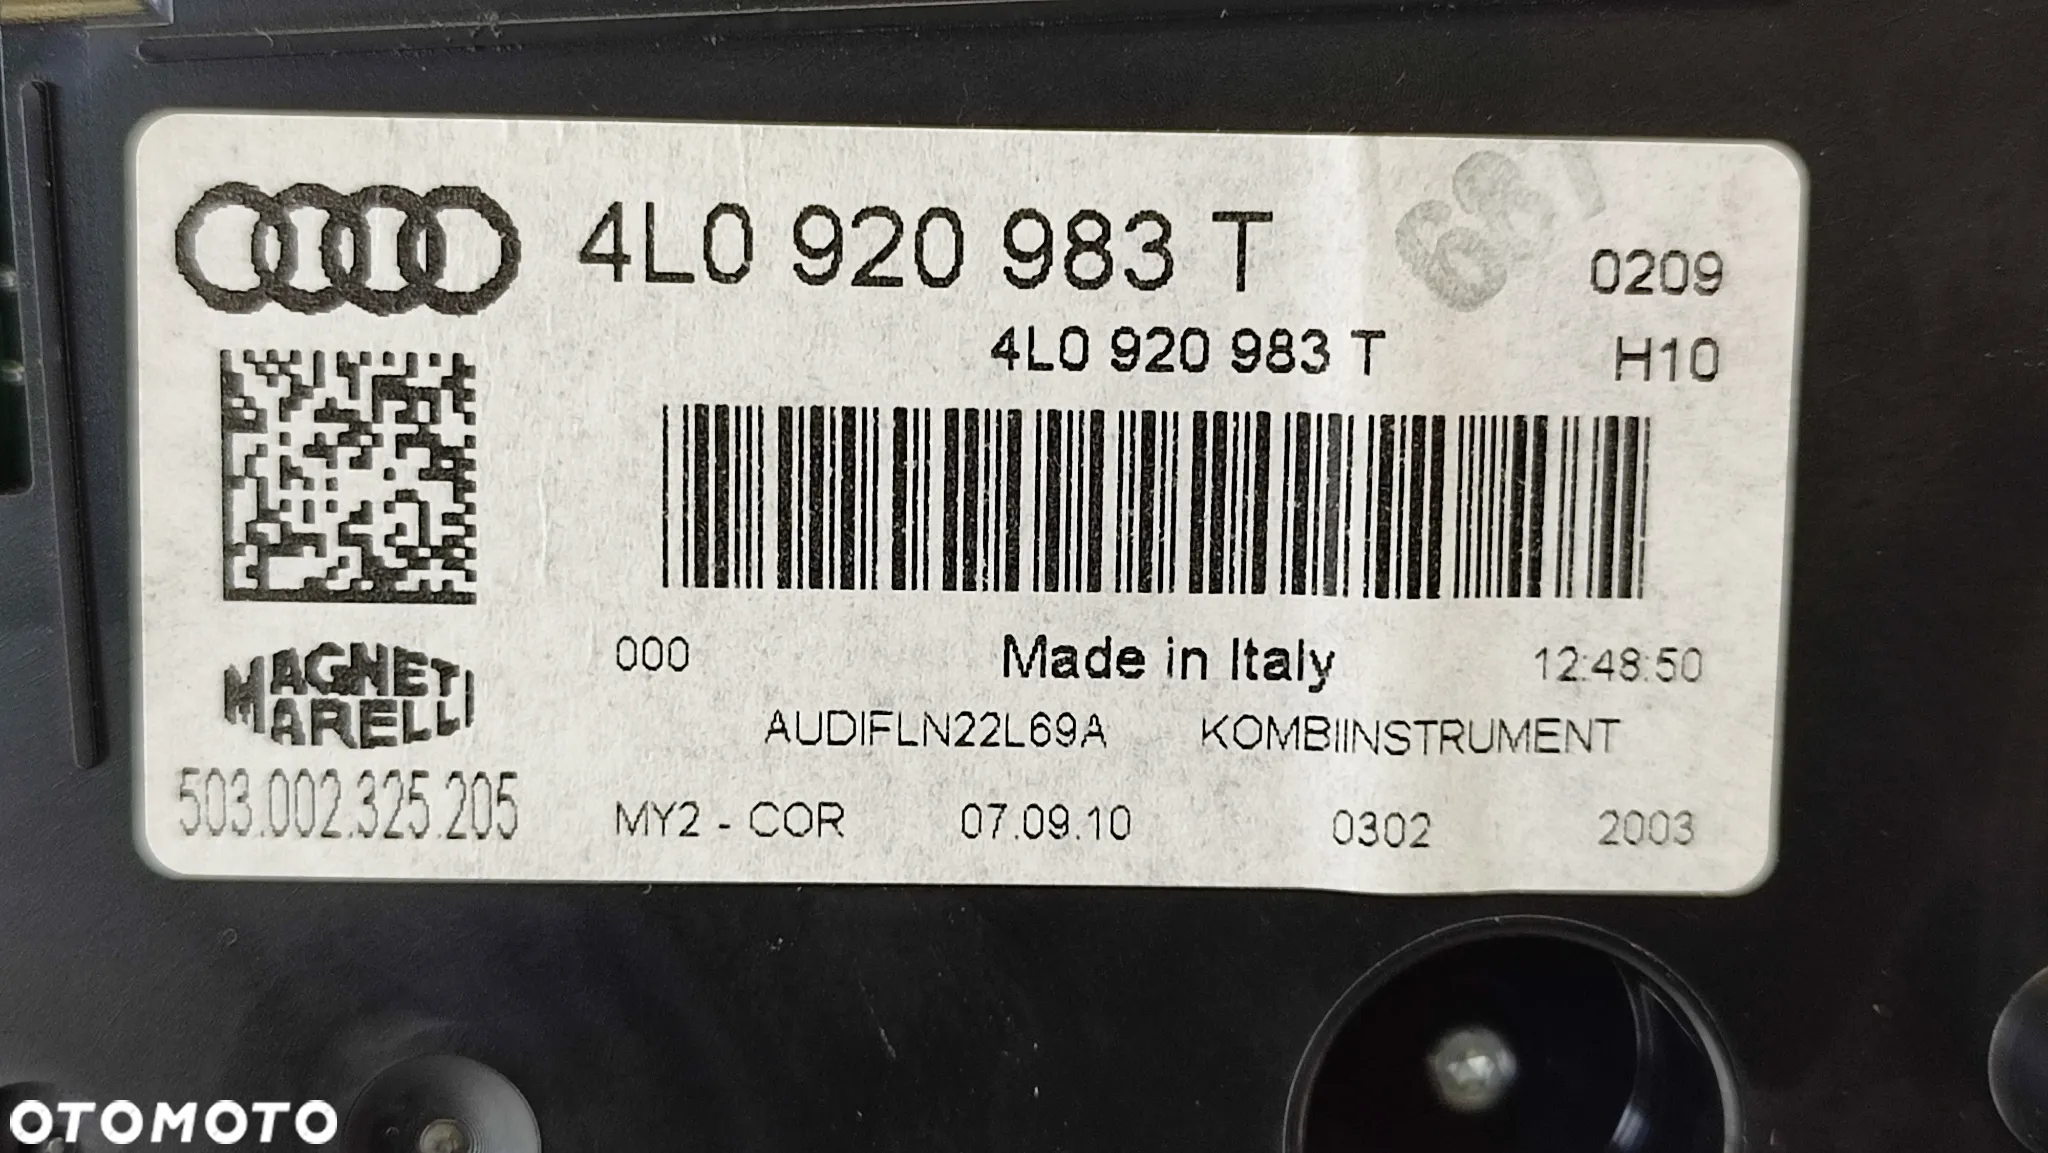 4L0 920 983 T
687
0209
4L0 920 983 T
H10
000 Made in Italy 12:48:50
MAGNETI
MARELLI
AUDIFLN22L69A KOMBIINSTRUMENT
503.002.325.205
MY2 - COR 07.09.10 0302 2003
OTOMOTO